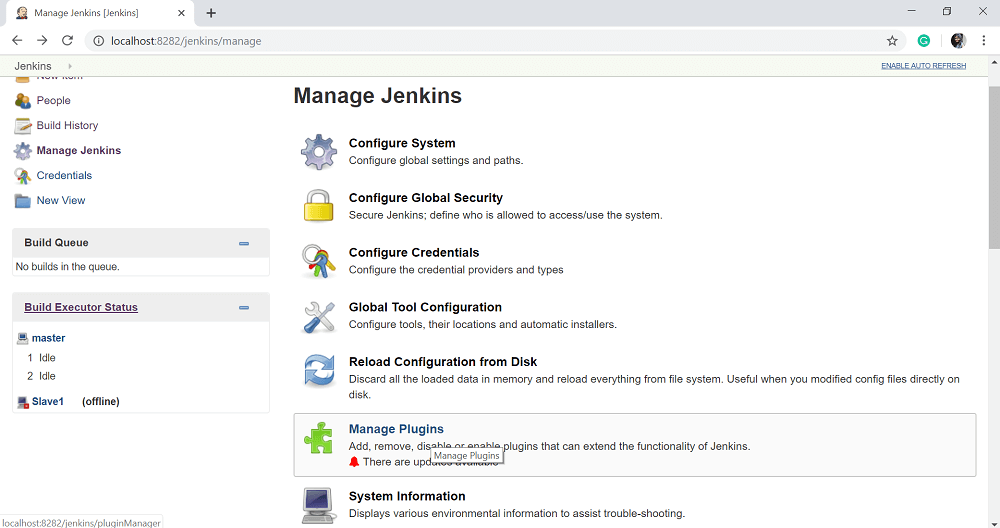 Manage Jenkins [Jenkins]
localhost:8282/jenkins/manage
Jenkins
ENABLE AUTO REFRESH
New Item
People
Build History
Manage Jenkins
Credentials
New View
Build Queue
No builds in the queue.
Build Executor Status
master
1 Idle
2 Idle
Slave1 (offline)
Manage Jenkins
Configure System
Configure global settings and paths.
Configure Global Security
Secure Jenkins; define who is allowed to access/use the system.
Configure Credentials
Configure the credential providers and types
Global Tool Configuration
Configure tools, their locations and automatic installers.
Reload Configuration from Disk
Discard all the loaded data in memory and reload everything from file system. Useful when you modified config files directly on
disk.
Manage Plugins
Add, remove, disable or enable plugins that can extend the functionality of Jenkins.
Manage Plugins
There are updates available
System Information
Displays various environmental information to assist trouble-shooting.
localhost:8282/jenkins/pluginManager